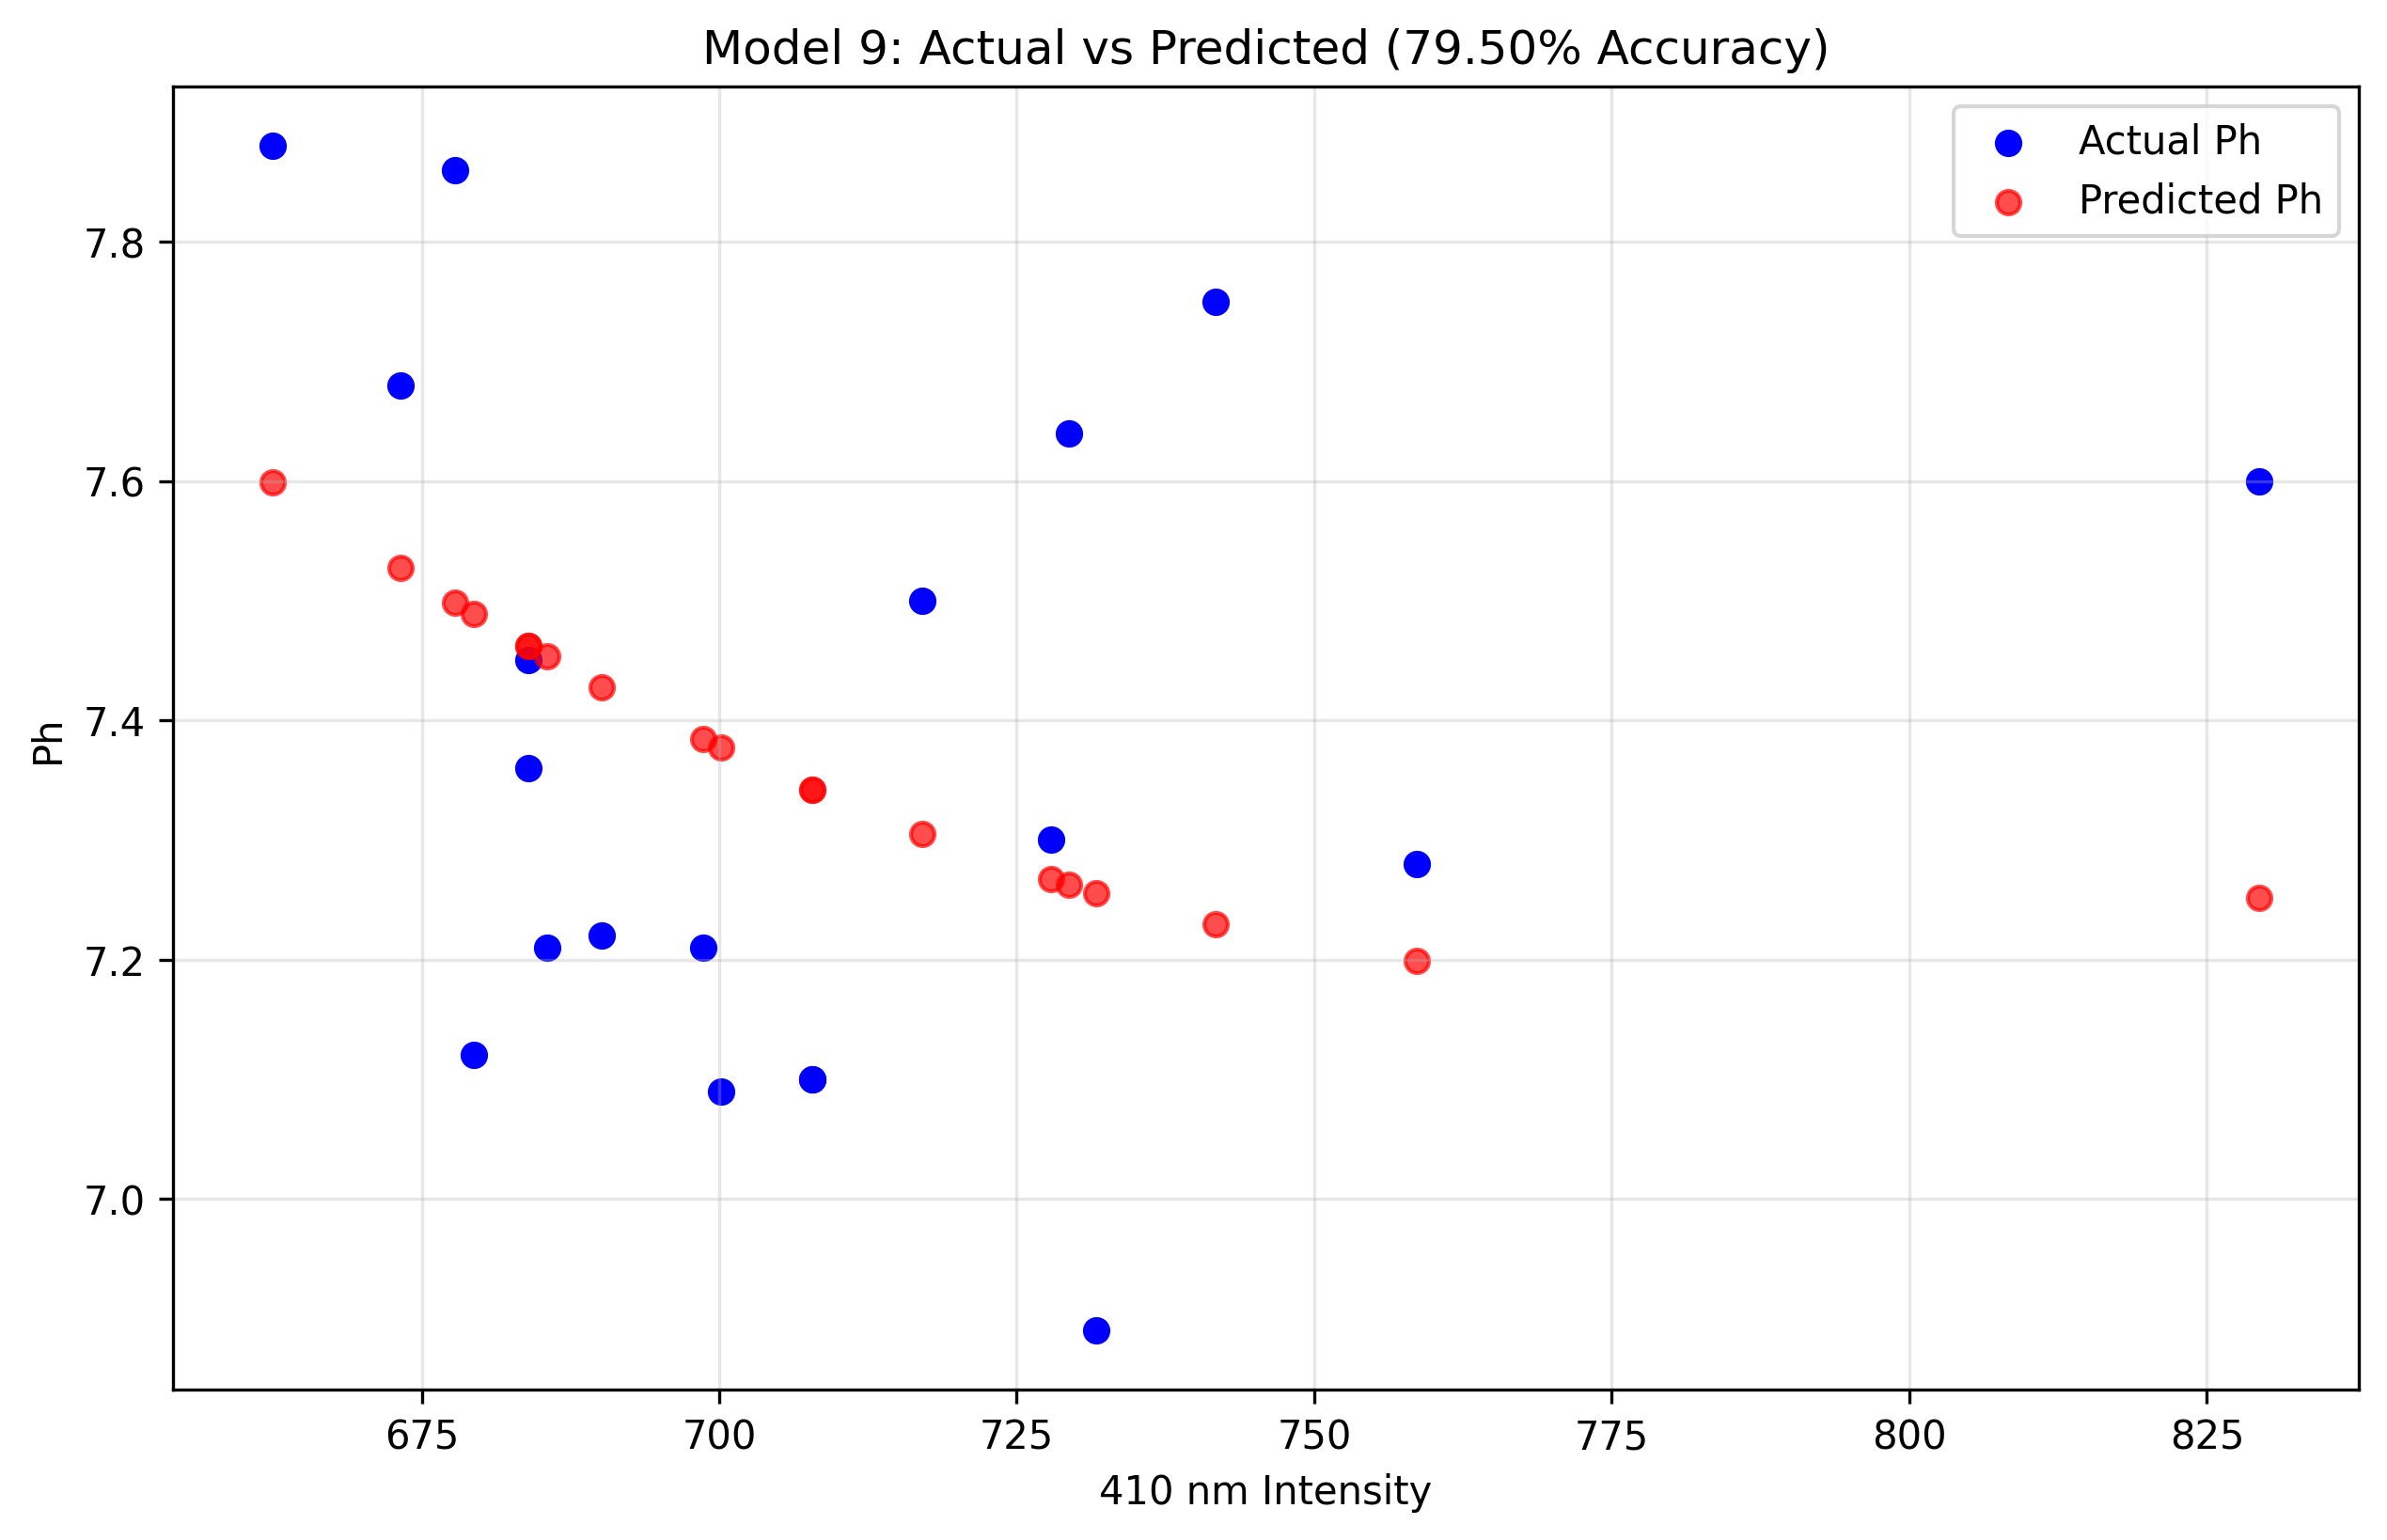 Model 9: Actual vs Predicted (79.50% Accuracy)
Actual Ph
Predicted Ph
7.8
7.6
7.4
7.2
7.0
Ph
675 700 725 750 775 800 825
410 nm Intensity